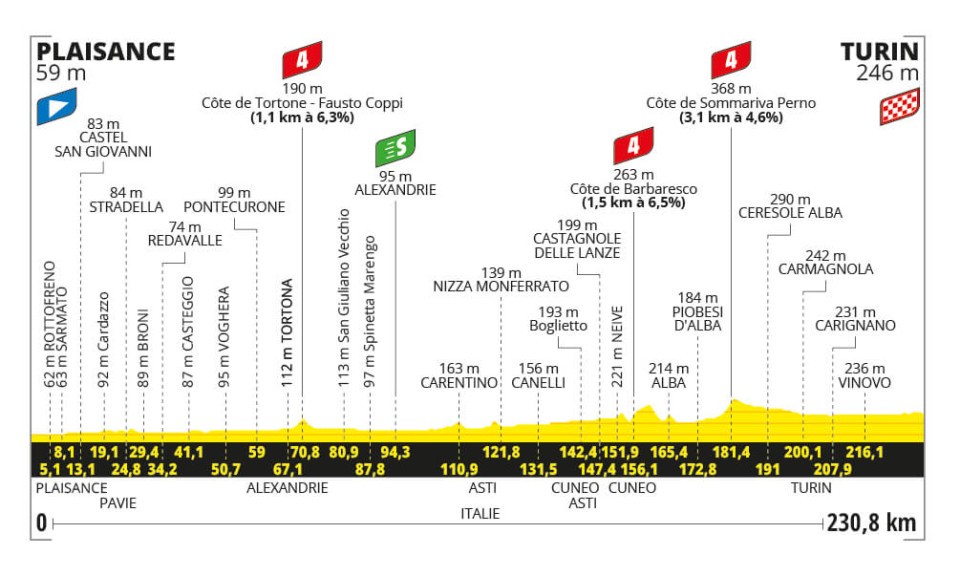 PLAISANCE
59 m
TURIN
246 m
4
190 m
Côte de Tortone - Fausto Coppi
(1,1 km à 6,3%)
4
368 m
Côte de Sommariva Perno
(3,1 km à 4,6%)
S
95 m
ALEXANDRIE
4
263 m
Côte de Barbaresco
(1,5 km à 6,5%)
83 m
CASTEL
SAN GIOVANNI
84 m
STRADELLA
99 m
PONTECURONE
74 m
REDAVALLE
199 m
CASTAGNOLE
DELLE LANZE
290 m
CERESOLE ALBA
139 m
NIZZA MONFERRATO
242 m
CARMAGNOLA
193 m
Boglietto
184 m
PIOBESI
D'ALBA
231 m
CARIGNANO
163 m
CARENTINO
156 m
CANELLI
214 m
ALBA
236 m
VINOVO
62 m ROTTOFRENO
63 m SARMATO
92 m Cardazzo
89 m BRONI
87 m CASTEGGIO
95 m VOGHERA
112 m TORTONA
113 m San Giuliano Vecchio
97 m Spinetta Marengo
221 m NEIVE
8,1 19,1 29,4 41,1 59 70,8 80,9 94,3 121,8 142,4 151,9 165,4 181,4 200,1 216,1
5,1 13,1 24,8 34,2 50,7 67,1 87,8 110,9 131,5 147,4 156,1 172,8 191 207,9
PLAISANCE
PAVIE
ALEXANDRIE
ASTI
CUNEO
ASTI
CUNEO
TURIN
ITALIE
0
230,8 km